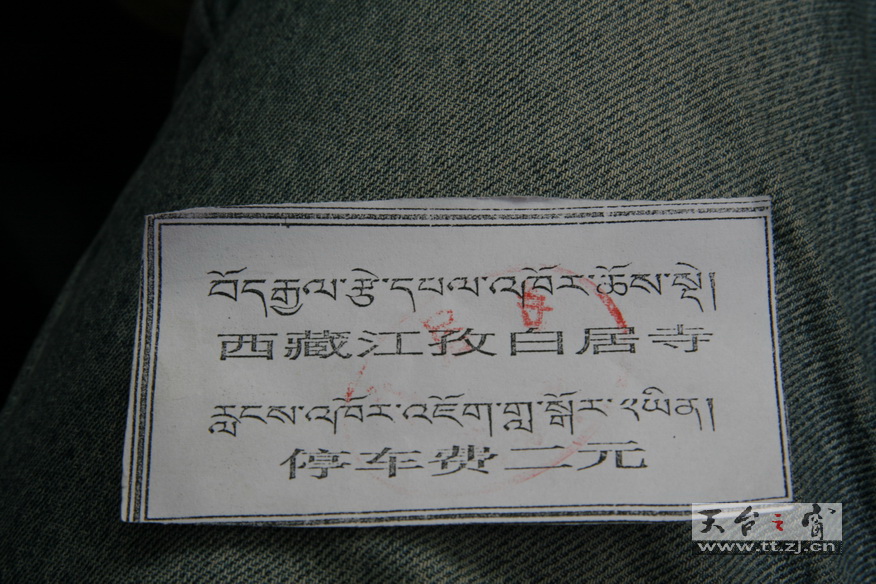 བོད་རྒྱལ་རྩེ་དཔལ་འཁོར་ཆོས་སྡེ།
西藏江孜白居寺
རླངས་འཁོར་འཇོག་གླ་སྒོར་༢ཡིན།
停车费二元
天台之窗
www.tt.zj.cn